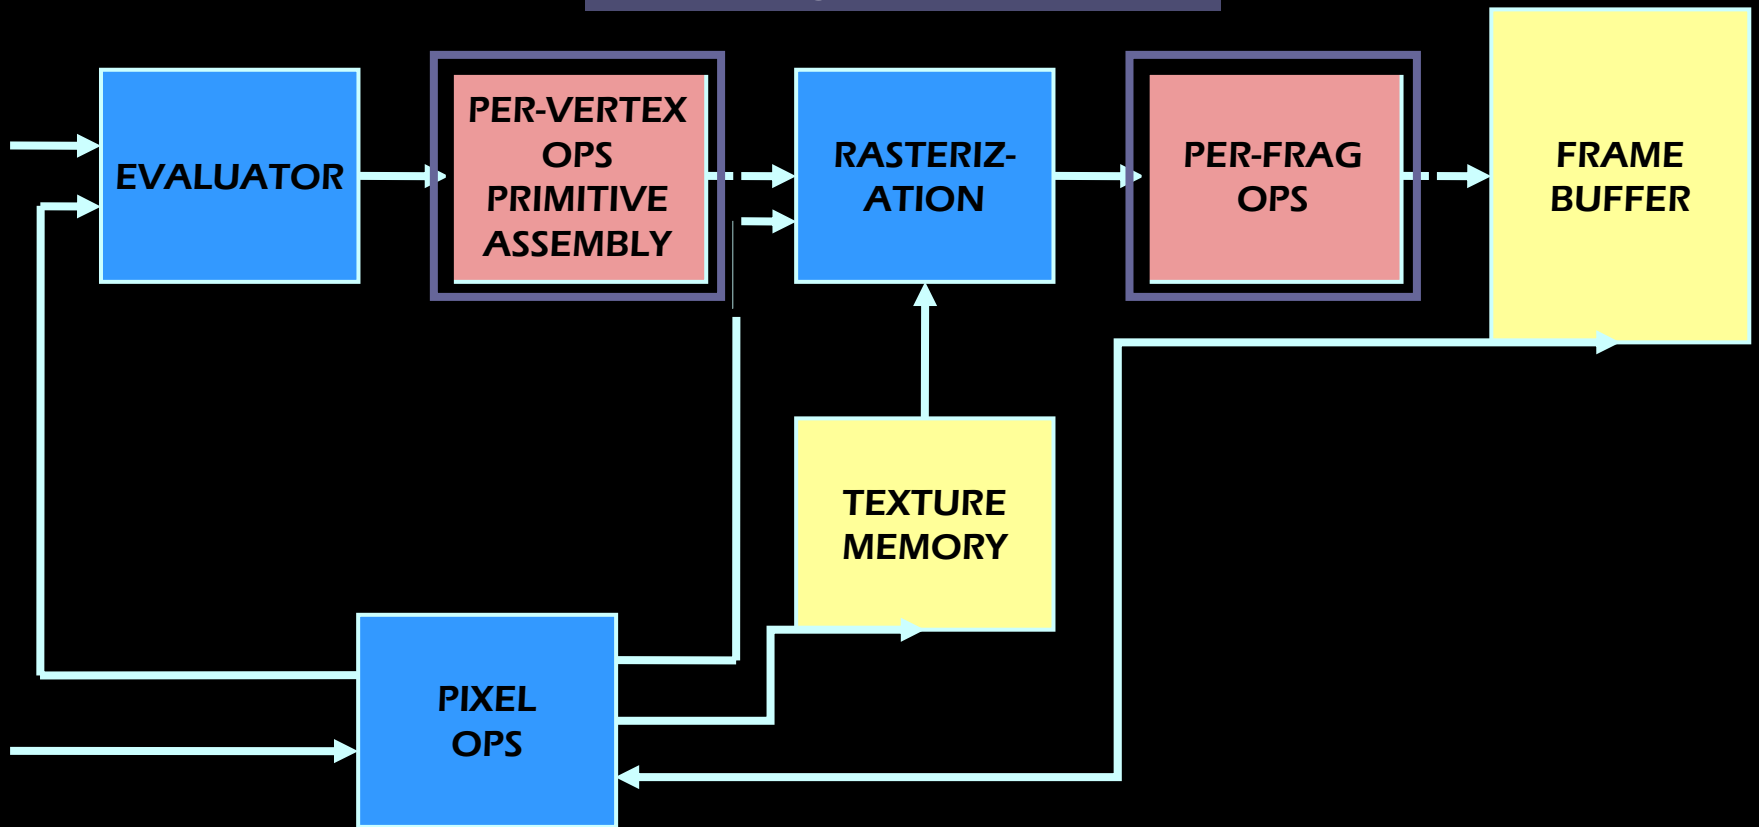 EVALUATOR
PER-VERTEX
OPS
PRIMITIVE
ASSEMBLY
RASTERIZ-
ATION
PER-FRAG
OPS
FRAME
BUFFER
TEXTURE
MEMORY
PIXEL
OPS